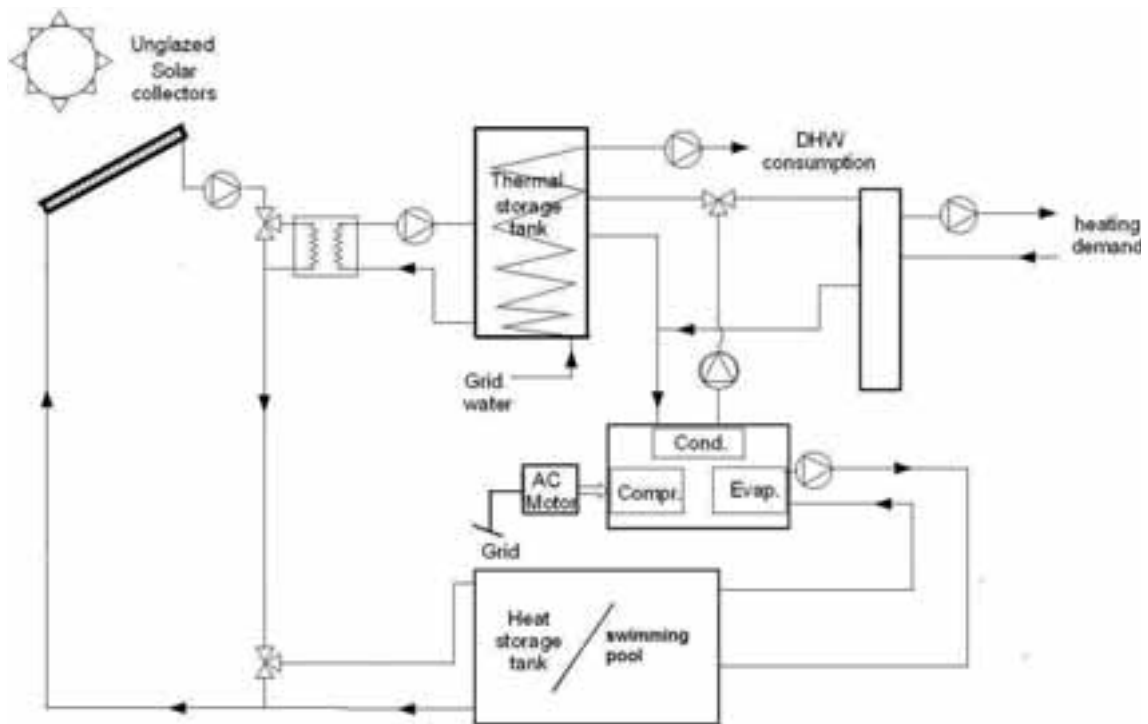 Unglazed
Solar
collectors
DHW
consumption
Thermal
storage
tank
heating
demand
Grid
water
Cond.
AC
Motor
Compr.
Evap.
Grid
Heat
storage
tank
swimming
pool